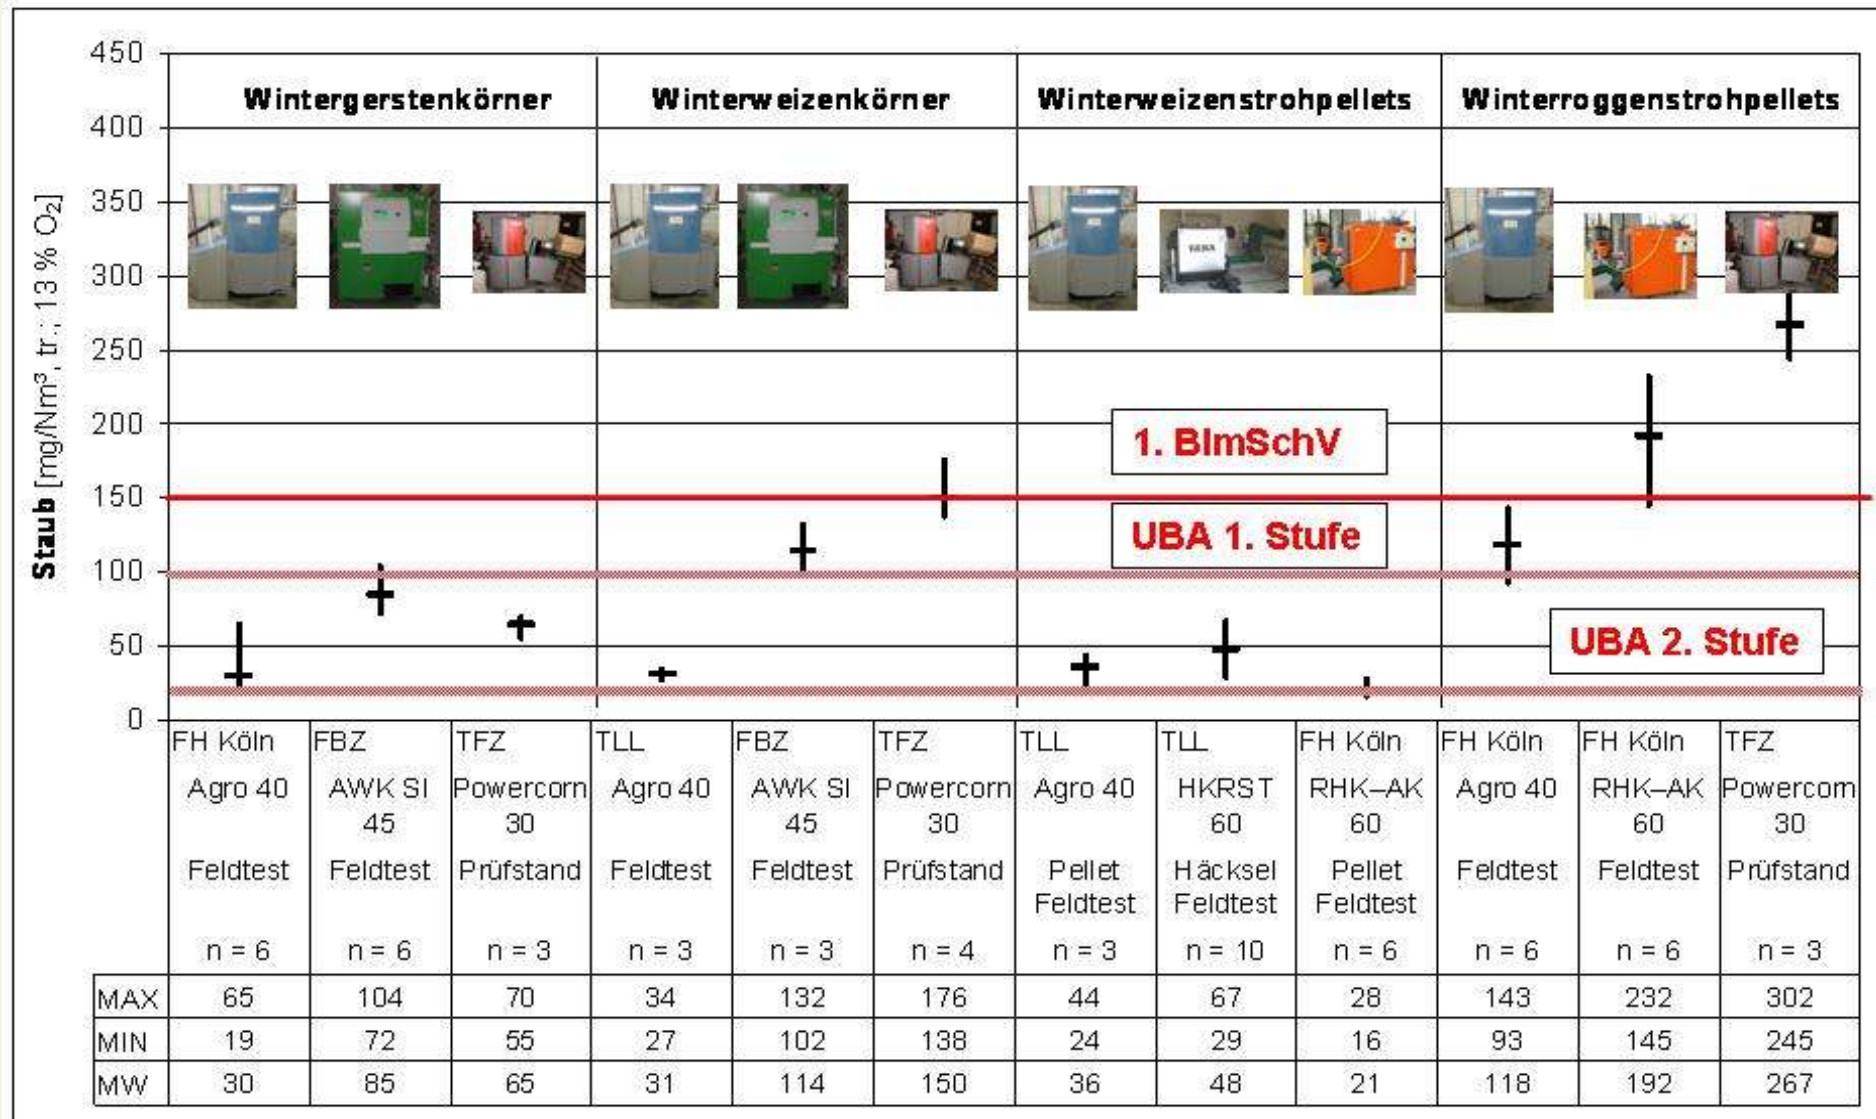 Staub [mg/Nm³, tr.; 13 % O₂]
450
400
350
300
250
200
150
100
50
0
Wintergerstenkörner Winterweizenkörner Winterweizenstrohpellets Winterroggenstrohpellets
BEBA
1. BImSchV
UBA 1. Stufe
UBA 2. Stufe
FH Köln FBZ TFZ TLL FBZ TFZ TLL TLL FH Köln FH Köln FH Köln TFZ
Agro 40 AWK SI Powercorn Agro 40 AWK SI Powercorn Agro 40 HKRST RHK–AK Agro 40 RHK–AK Powercorn
45 30 45 30 60 60 60 30
Feldtest Feldtest Prüfstand Feldtest Feldtest Prüfstand Pellet Häcksel Pellet Feldtest Feldtest Prüfstand
Feldtest Feldtest Feldtest
n = 6 n = 6 n = 3 n = 3 n = 3 n = 4 n = 3 n = 10 n = 6 n = 6 n = 6 n = 3
MAX 65 104 70 34 132 176 44 67 28 143 232 302
MIN 19 72 55 27 102 138 24 29 16 93 145 245
MW 30 85 65 31 114 150 36 48 21 118 192 267